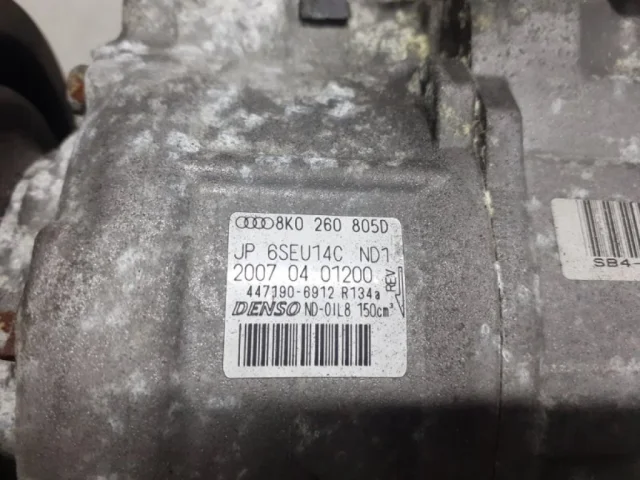 8K0 260 805D
JP 6SEU14C ND1
2007 04 01200
REV
447190-6912 R134a
DENSO ND-OIL8 150cm³
SB4-